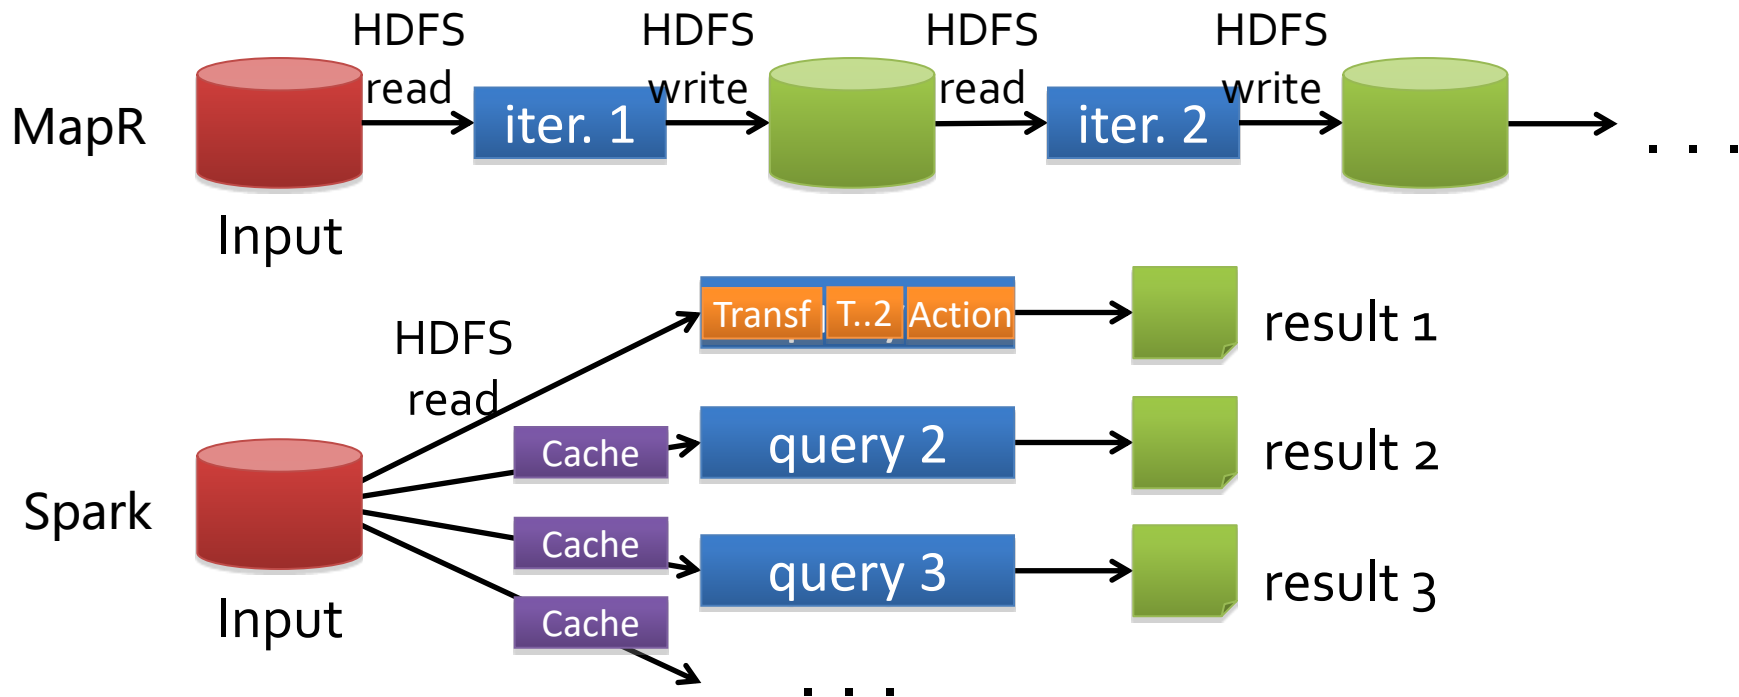 HDFS HDFS HDFS HDFS
read write read write
MapR iter. 1 iter. 2 . . .
Input
Transf T..2 Action
result 1
HDFS
read
Cache query 2 result 2
Spark
Cache query 3 result 3
Input
Cache
. . .